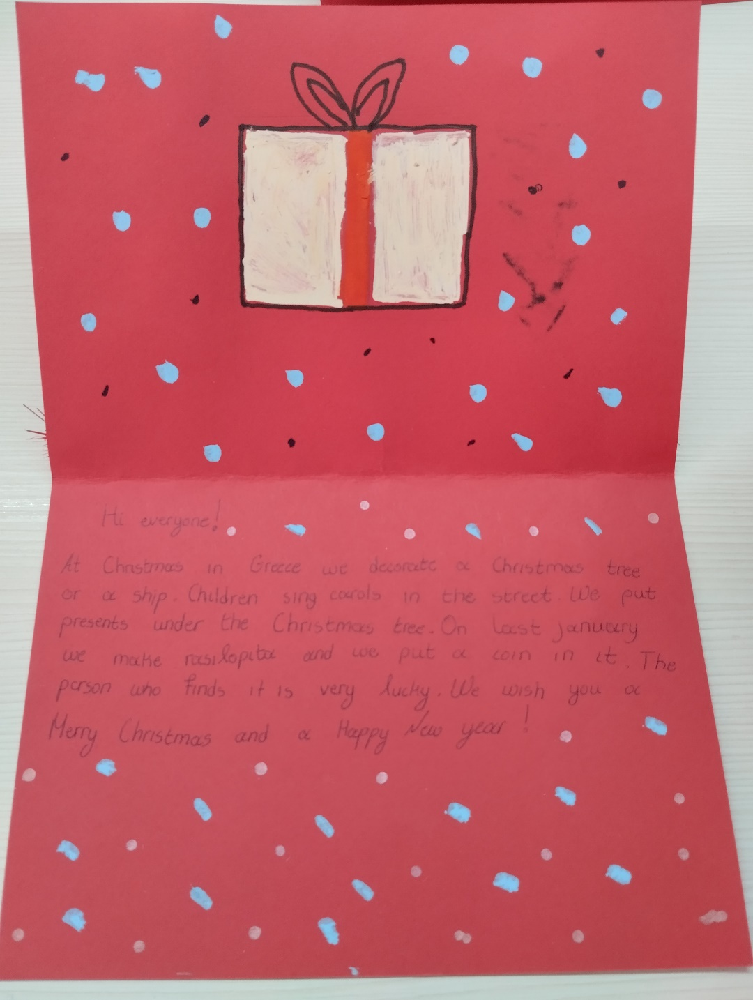 Hi everyone!
At Christmas in Greece we decorate a Christmas tree
or a ship. Children sing carols in the street. We put
presents under the Christmas tree. On last january
we make rasilopita and we put a coin in it. The
person who finds it is very lucky. We wish you a
Merry Christmas and a Happy New year!